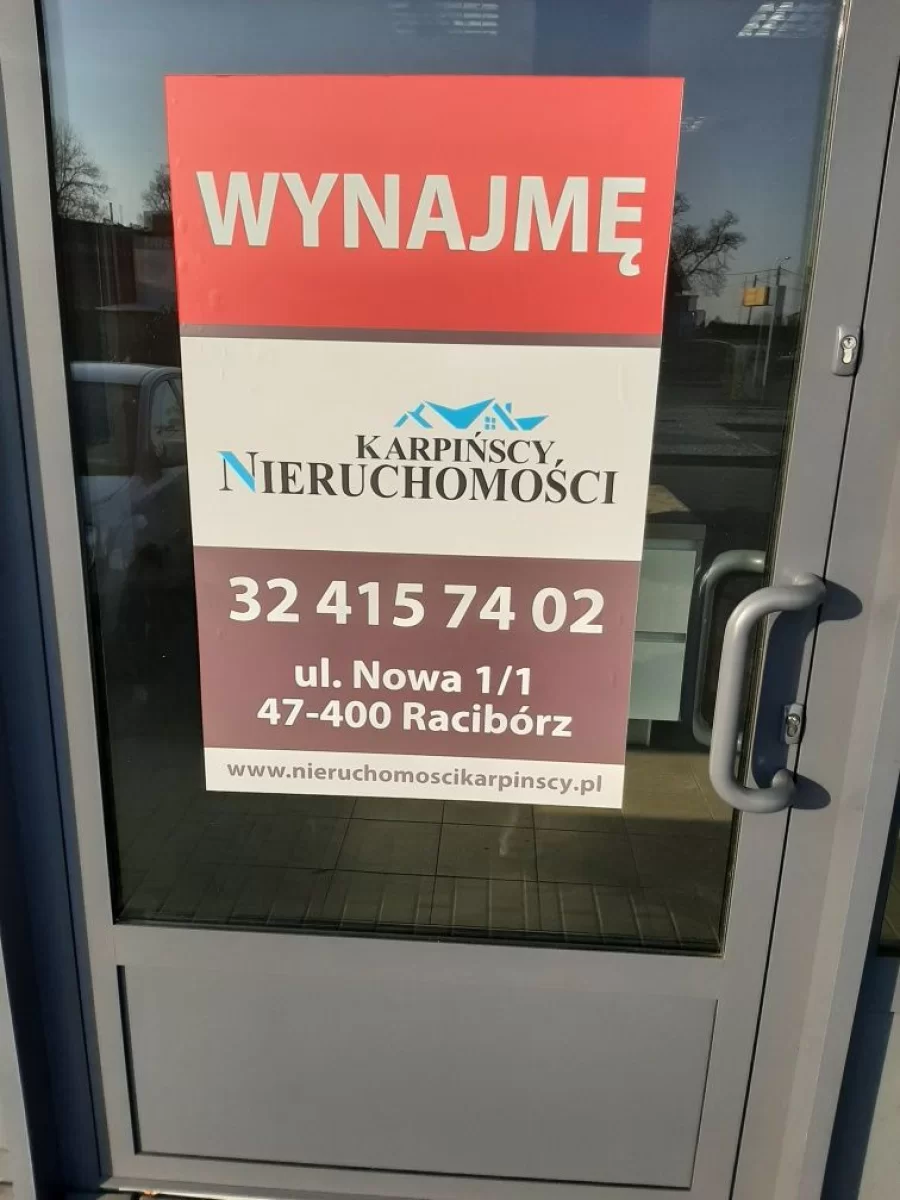 WYNAJMĘ
KARPIŃSCY
NIERUCHOMOŚCI
32 415 74 02
ul. Nowa 1/1
47-400 Racibórz
www.nieruchomoscikarpinscy.pl